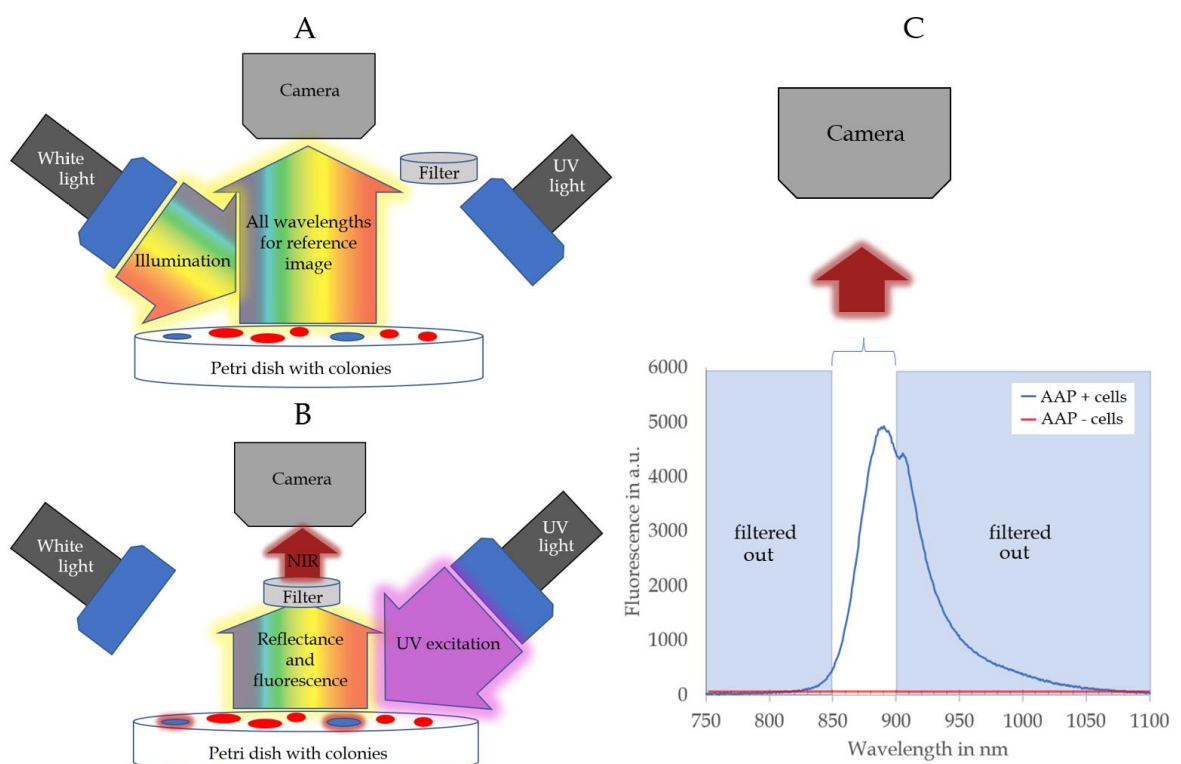 A
Camera
White
light
UV
light
Filter
Illumination
All wavelengths
for reference
image
Petri dish with colonies
B
Camera
White
light
UV
light
NIR
Filter
Reflectance
and
fluorescence
UV excitation
Petri dish with colonies
C
Camera
6000
5000
4000
3000
2000
1000
0
Fluorescence in a.u.
AAP + cells
AAP - cells
filtered
out
filtered
out
750 800 850 900 950 1000 1050 1100
Wavelength in nm